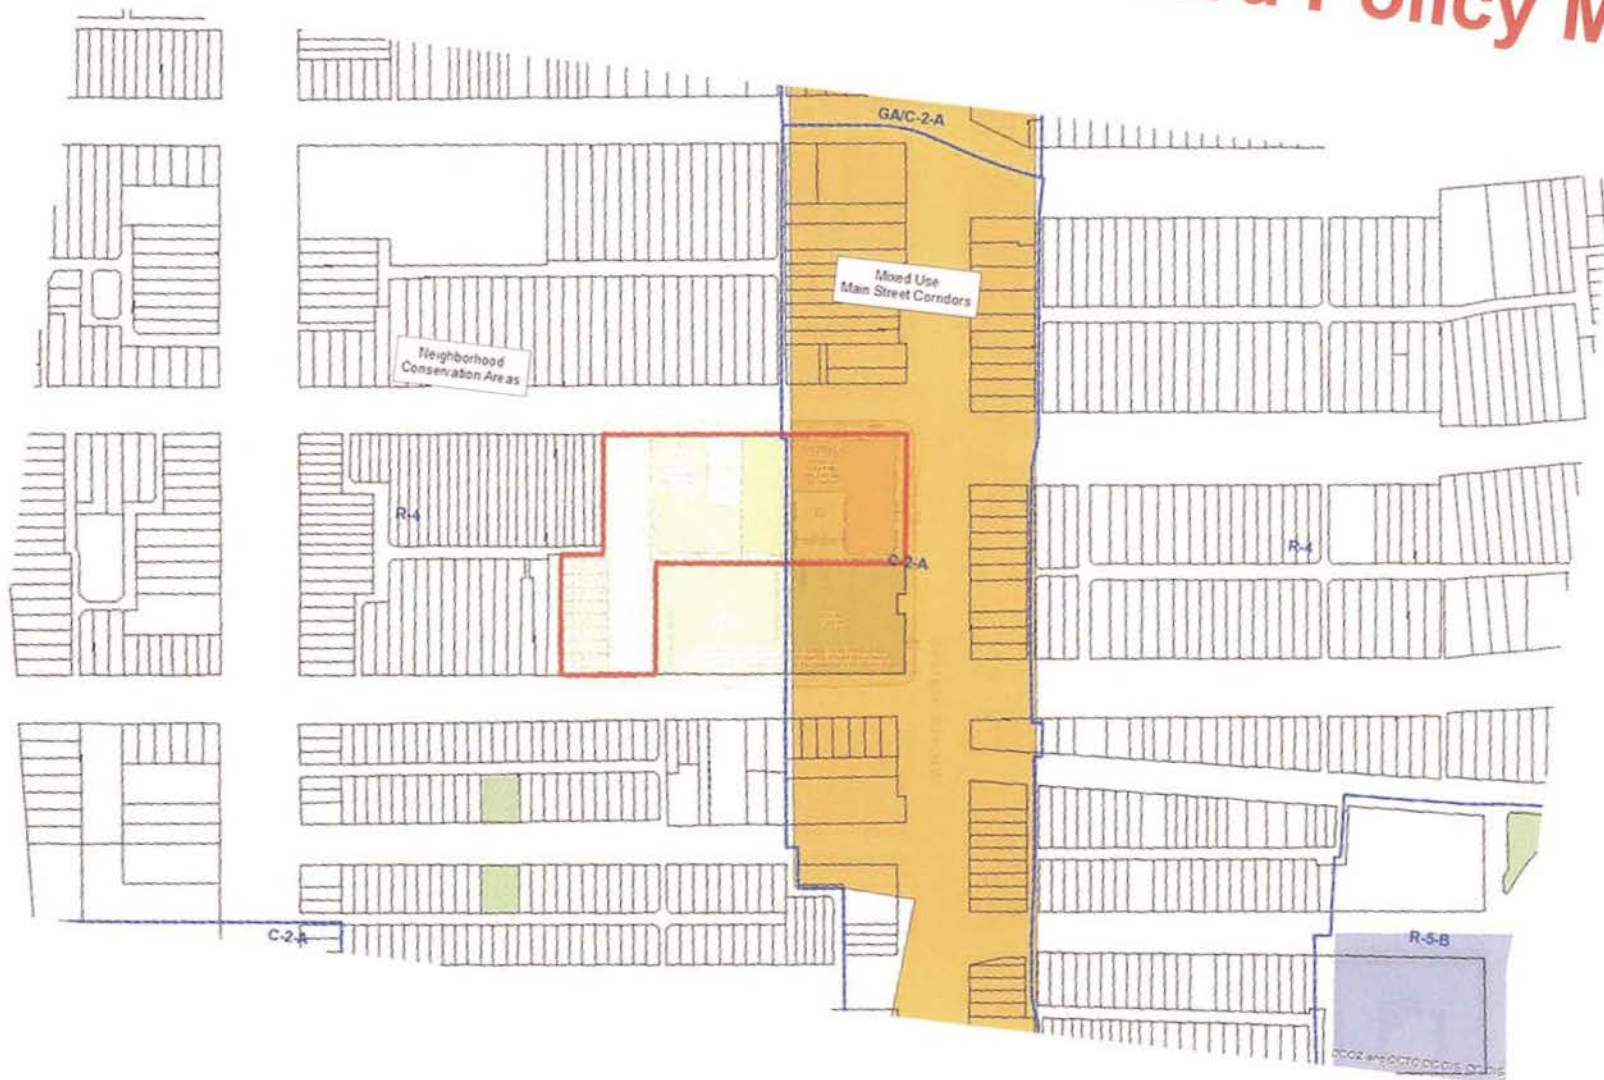 Policy M
GA/C-2-A
Mixed Use
Main Street Corridors
Neighborhood
Conservation Areas
R-4
C-2-A
R-4
C-2-A
R-5-B